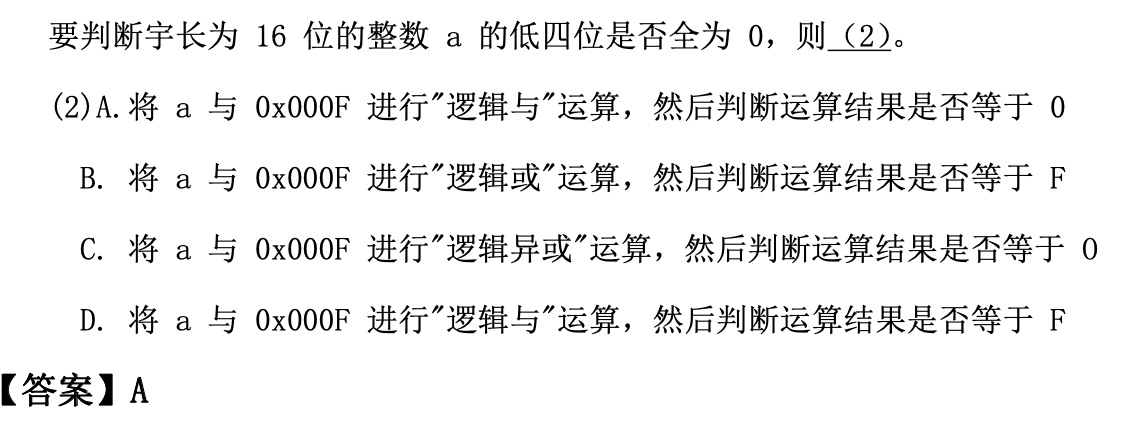 要判断字长为 16 位的整数 a 的低四位是否全为 0，则(2)。
(2)A.将 a 与 0x000F 进行"逻辑与"运算，然后判断运算结果是否等于 0
B. 将 a 与 0x000F 进行"逻辑或"运算，然后判断运算结果是否等于 F
C. 将 a 与 0x000F 进行"逻辑异或"运算，然后判断运算结果是否等于 O
D. 将 a 与 0x000F 进行"逻辑与"运算，然后判断运算结果是否等于 F
【答案】A